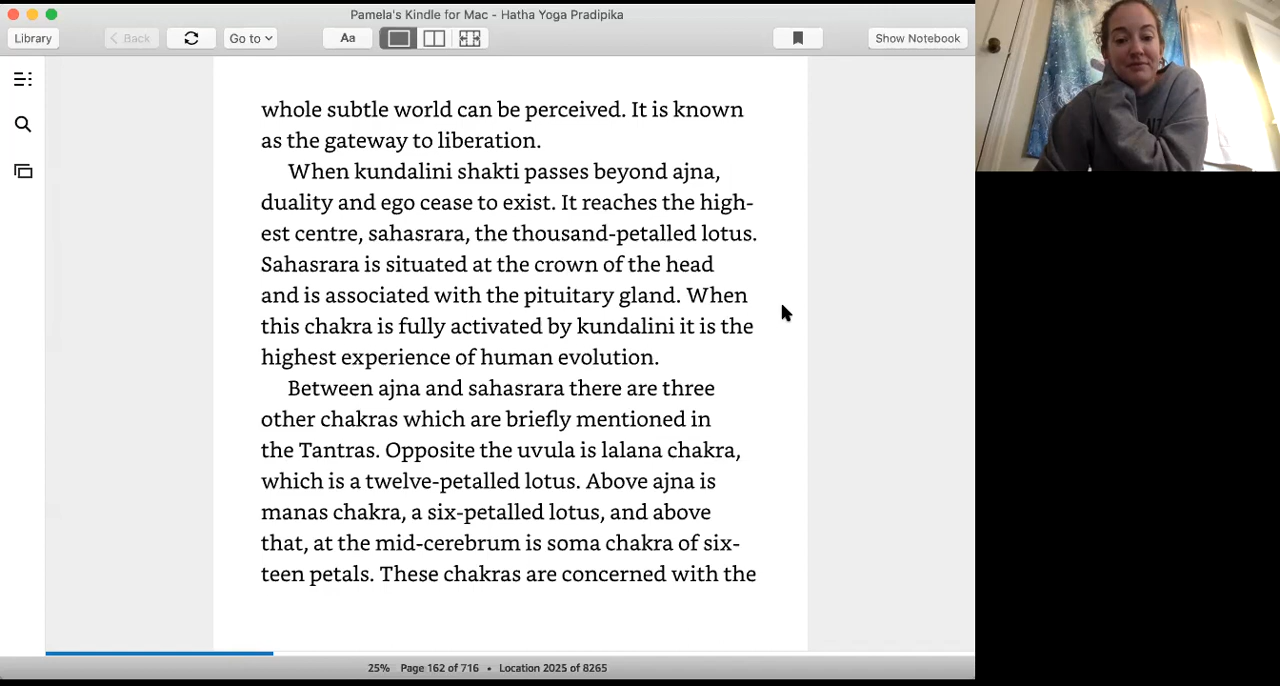 Pamela's Kindle for Mac - Hatha Yoga Pradipika
Library
Back
Go to
Aa
Show Notebook
whole subtle world can be perceived. It is known
as the gateway to liberation.
When kundalini shakti passes beyond ajna,
duality and ego cease to exist. It reaches the high-
est centre, sahasrara, the thousand-petalled lotus.
Sahasrara is situated at the crown of the head
and is associated with the pituitary gland. When
this chakra is fully activated by kundalini it is the
highest experience of human evolution.
Between ajna and sahasrara there are three
other chakras which are briefly mentioned in
the Tantras. Opposite the uvula is lalana chakra,
which is a twelve-petalled lotus. Above ajna is
manas chakra, a six-petalled lotus, and above
that, at the mid-cerebrum is soma chakra of six-
teen petals. These chakras are concerned with the
25% Page 162 of 716 • Location 2025 of 8265